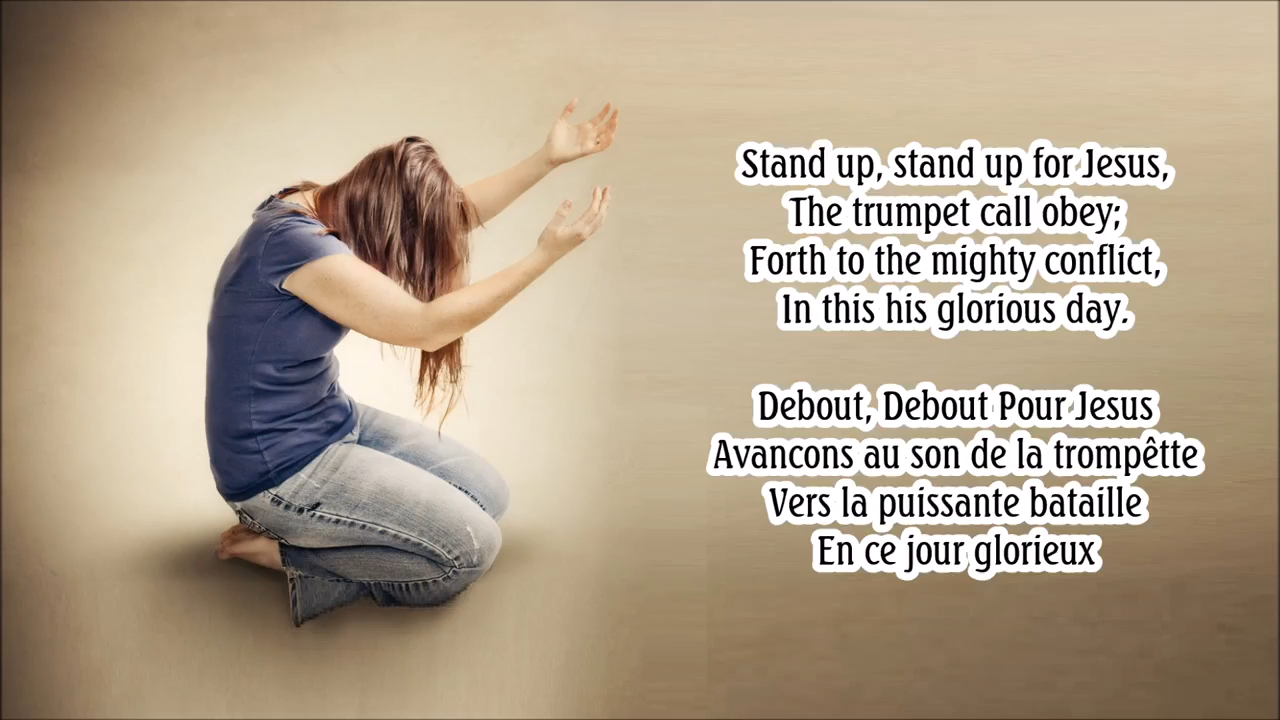 Stand up, stand up for Jesus,
The trumpet call obey;
Forth to the mighty conflict,
In this his glorious day.
Debout, Debout Pour Jesus
Avancons au son de la trompêtte
Vers la puissante bataille
En ce jour glorieux